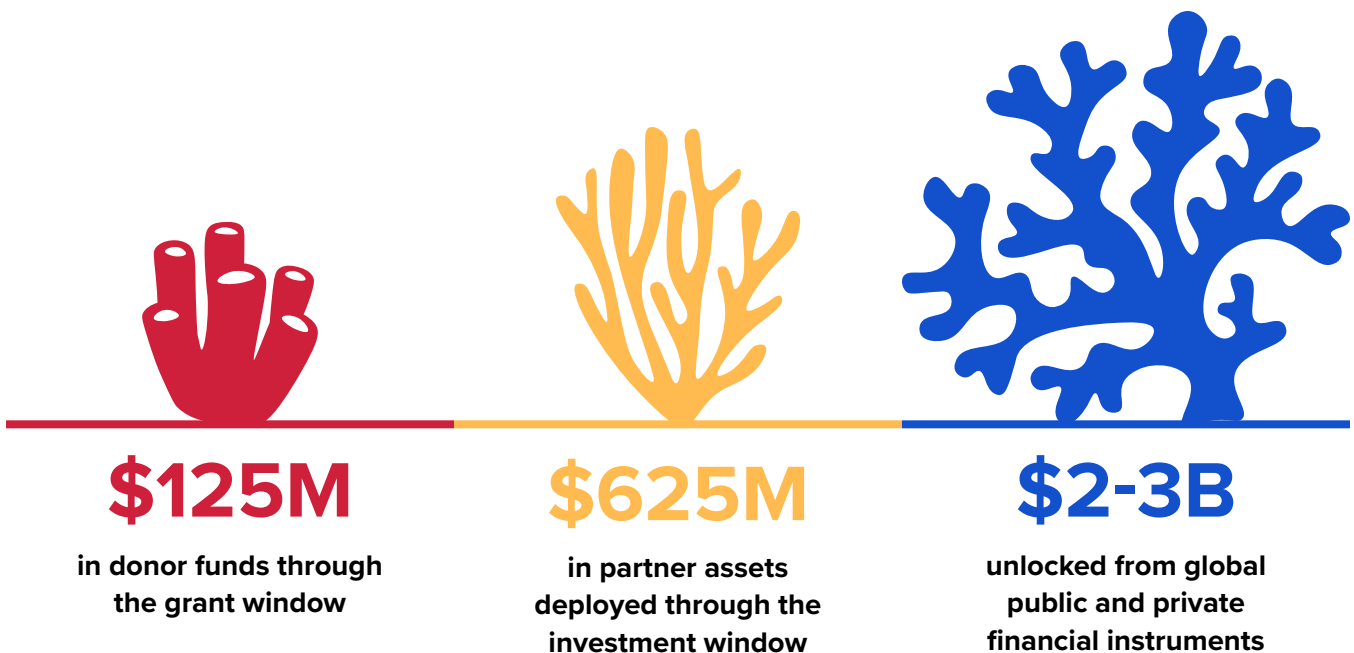 $125M
in donor funds through
the grant window
$625M
in partner assets
deployed through the
investment window
$2-3B
unlocked from global
public and private
financial instruments